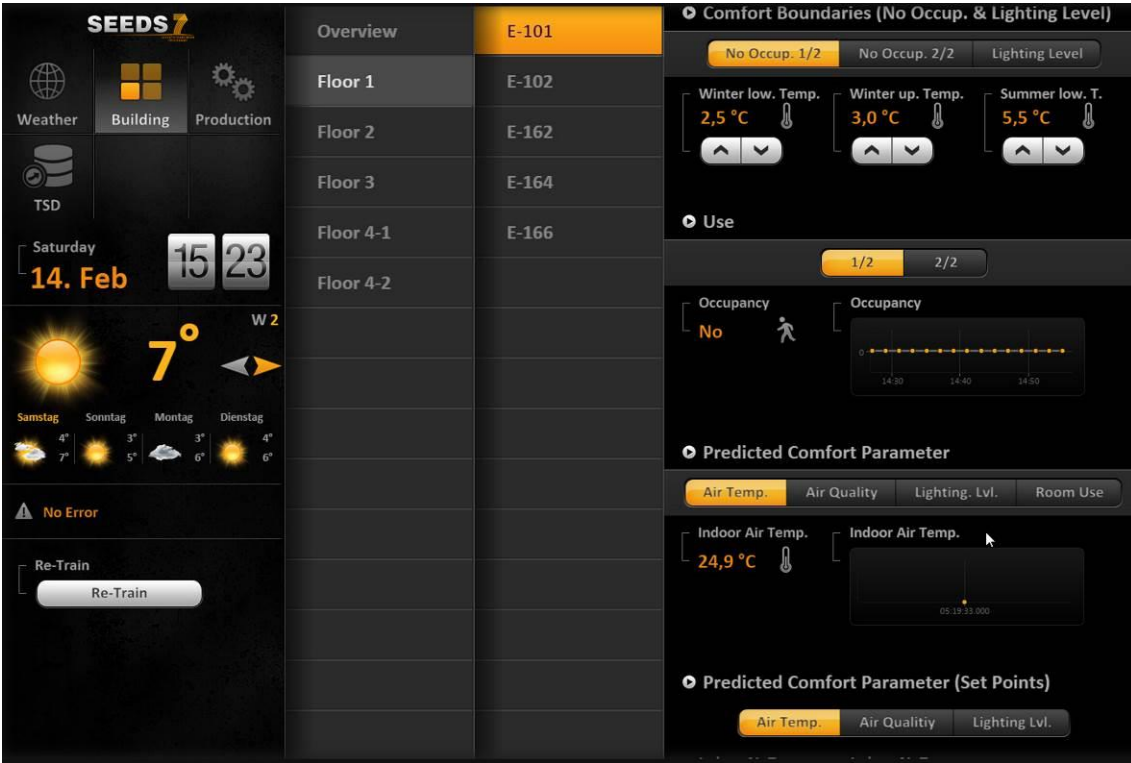 SEEDS
Weather
Building
Production
TSD
Saturday
14. Feb
15 23
W 2
7°
Samstag Sonntag Montag Dienstag
4° 3° 3° 4°
7° 5° 6° 6°
No Error
Re-Train
Re-Train
Overview
Floor 1
Floor 2
Floor 3
Floor 4-1
Floor 4-2
E-101
E-102
E-162
E-164
E-166
Comfort Boundaries (No Occup. & Lighting Level)
No Occup. 1/2 No Occup. 2/2 Lighting Level
Winter low. Temp. Winter up. Temp. Summer low. T.
2,5 °C 3,0 °C 5,5 °C
Use
1/2 2/2
Occupancy Occupancy
No
0
14:30 14:40 14:50
Predicted Comfort Parameter
Air Temp. Air Quality Lighting. Lvl. Room Use
Indoor Air Temp. Indoor Air Temp.
24,9 °C
05:19:33.000
Predicted Comfort Parameter (Set Points)
Air Temp. Air Qualitiy Lighting Lvl.